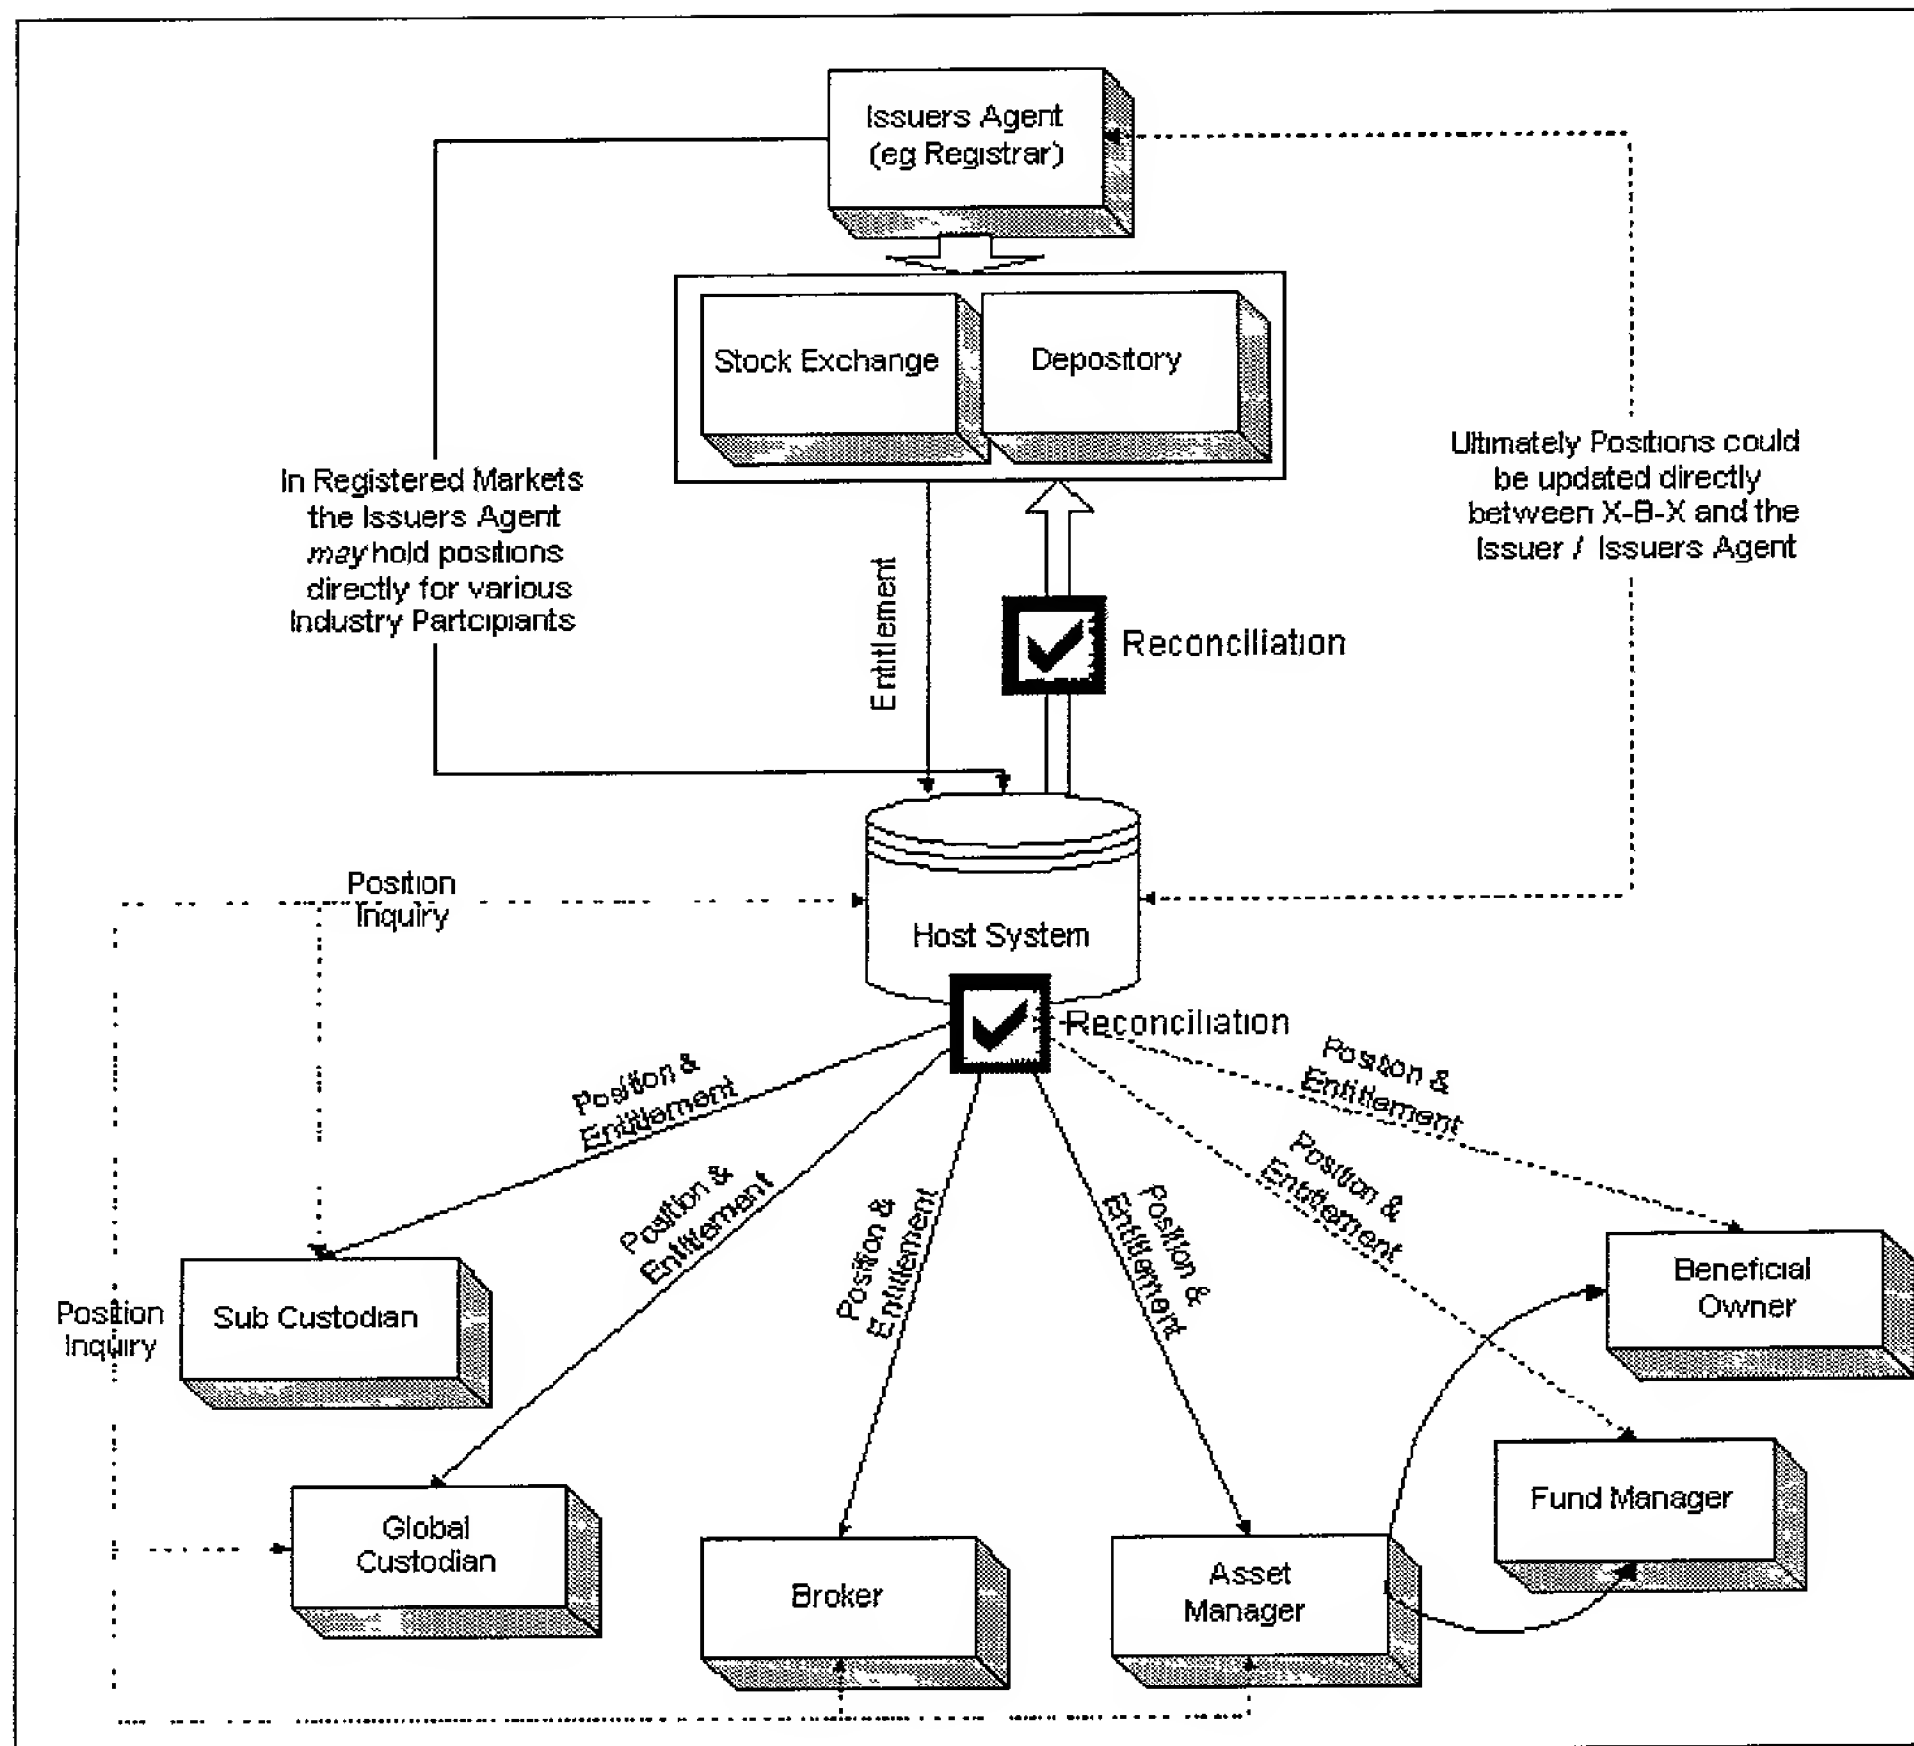 Issuers Agent
(eg Registrar)
Stock Exchange
Depository
In Registered Markets
the Issuers Agent
may hold positions
directly for various
Industry Partcipiants
Ultimately Positions could
be updated directly
between X-B-X and the
Issuer / Issuers Agent
Entitlement
Reconciliation
Position
Inquiry
Host System
Reconciliation
Position &
Entitlement
Position &
Entitlement
Position &
Entitlement
Position &
Entitlement
Position &
Entitlement
Position &
Entitlement
Sub Custodian
Position
Inquiry
Beneficial
Owner
Global
Custodian
Broker
Asset
Manager
Fund Manager